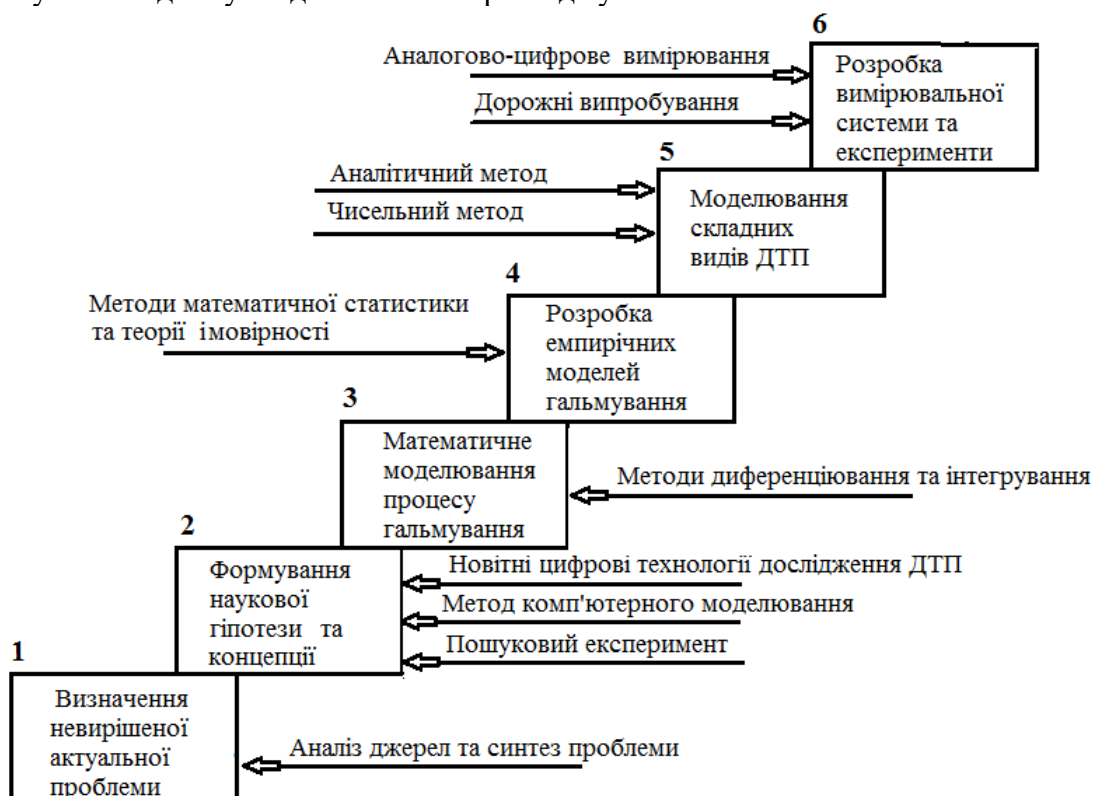 6
Аналогово-цифрове вимірювання
Дорожні випробування
Розробка
вимірювальної
системи та
експерименти
5
Аналітичний метод
Чисельний метод
Моделювання
складних
видів ДТП
4
Методи математичної статистики
та теорії імовірності
Розробка
емпиричних
моделей
гальмування
3
Математичне
моделювання
процесу
гальмування
Методи диференціювання та інтегрування
2
Формування
наукової
гіпотези та
концепції
Новітні цифрові технології дослідження ДТП
Метод комп'ютерного моделювання
Пошуковий експеримент
1
Визначення
невирішеної
актуальної
проблеми
Аналіз джерел та синтез проблеми